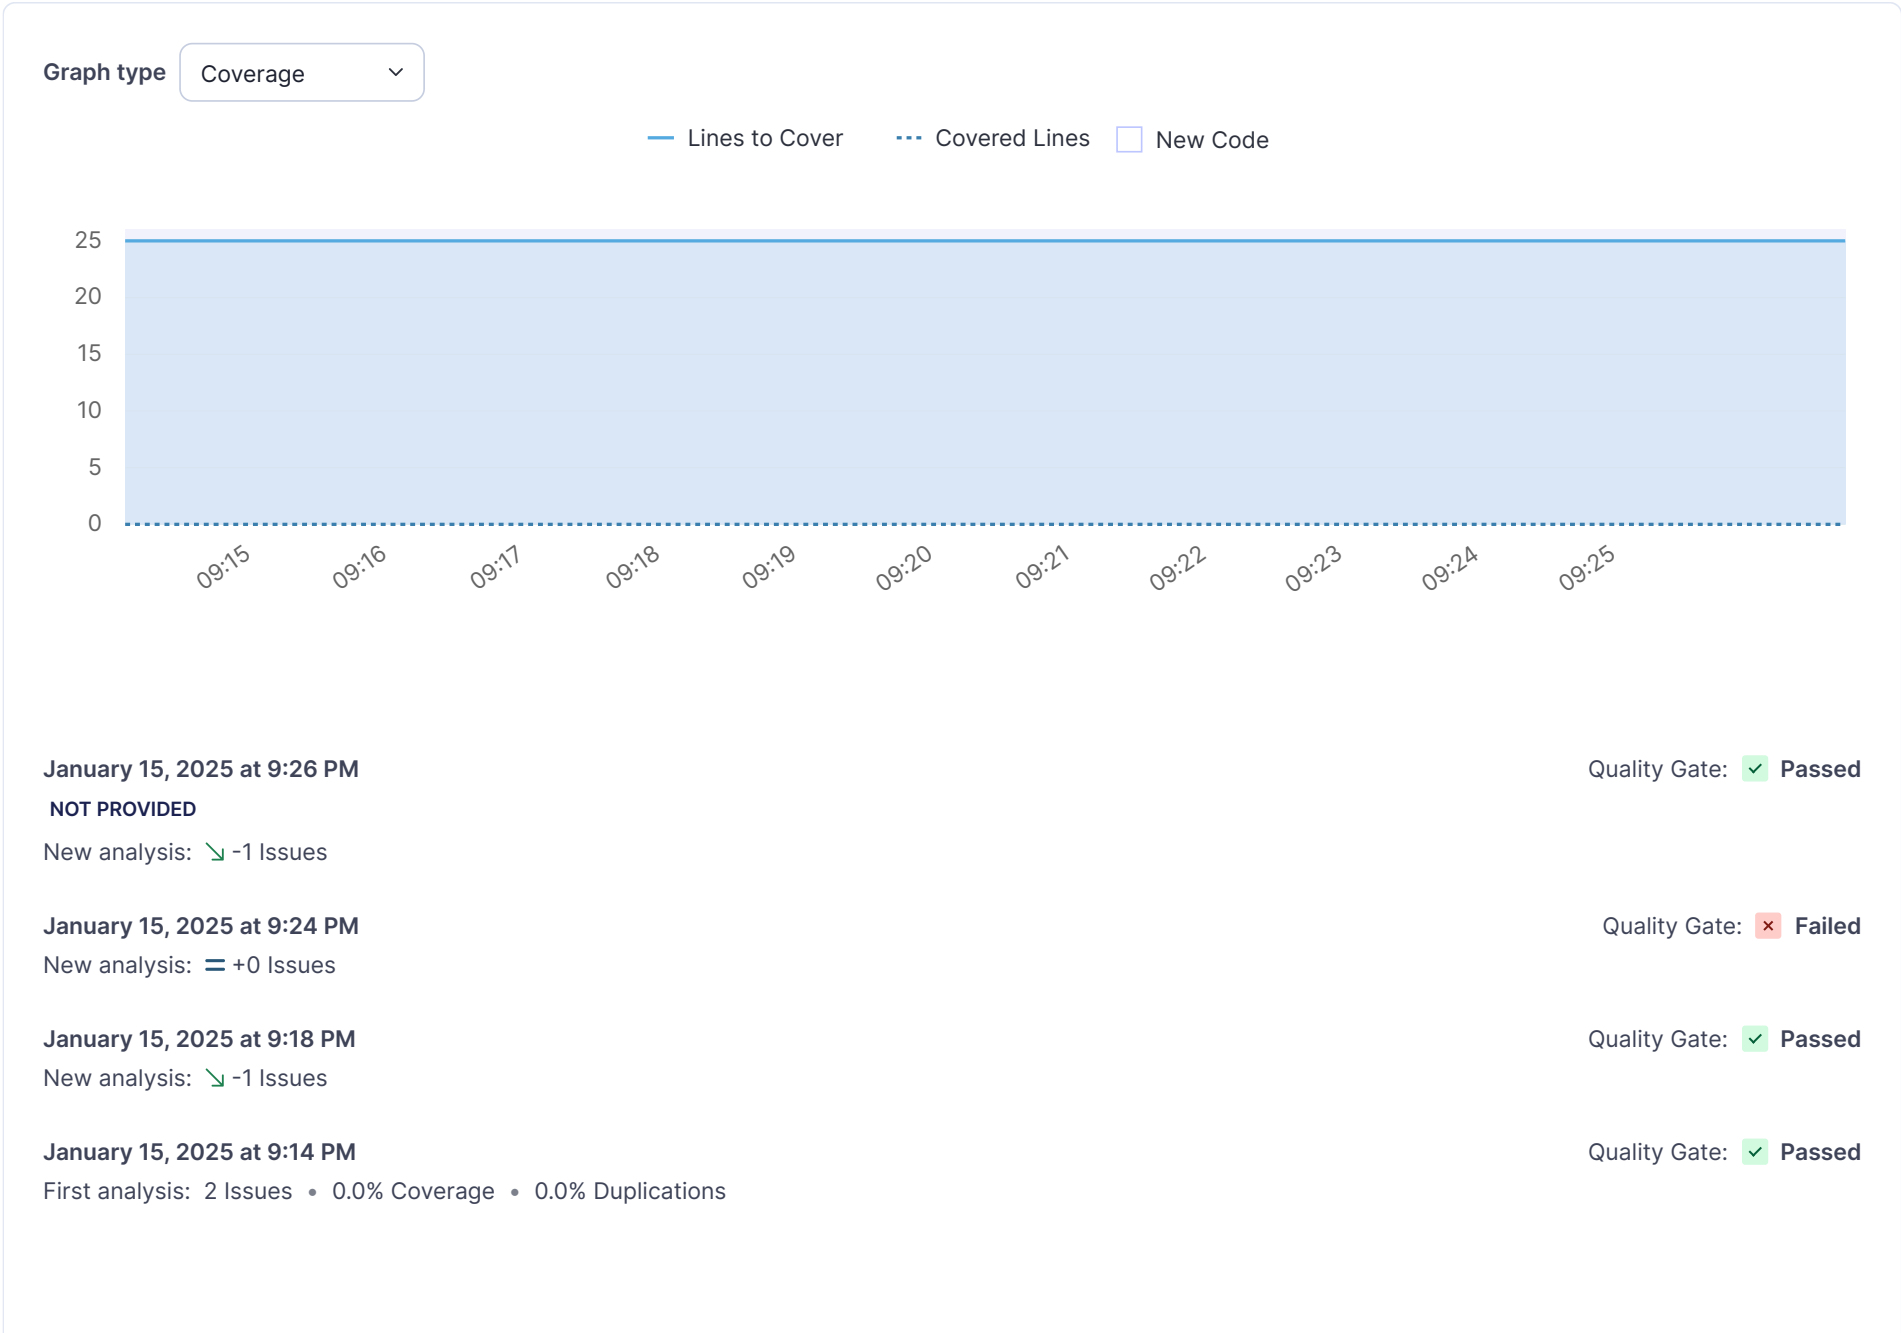 Graph type Coverage
Lines to Cover Covered Lines New Code
25
20
15
10
5
0
09:15 09:16 09:17 09:18 09:19 09:20 09:21 09:22 09:23 09:24 09:25
January 15, 2025 at 9:26 PM Quality Gate: Passed
NOT PROVIDED
New analysis: -1 Issues
January 15, 2025 at 9:24 PM Quality Gate: Failed
New analysis: +0 Issues
January 15, 2025 at 9:18 PM Quality Gate: Passed
New analysis: -1 Issues
January 15, 2025 at 9:14 PM Quality Gate: Passed
First analysis: 2 Issues • 0.0% Coverage • 0.0% Duplications